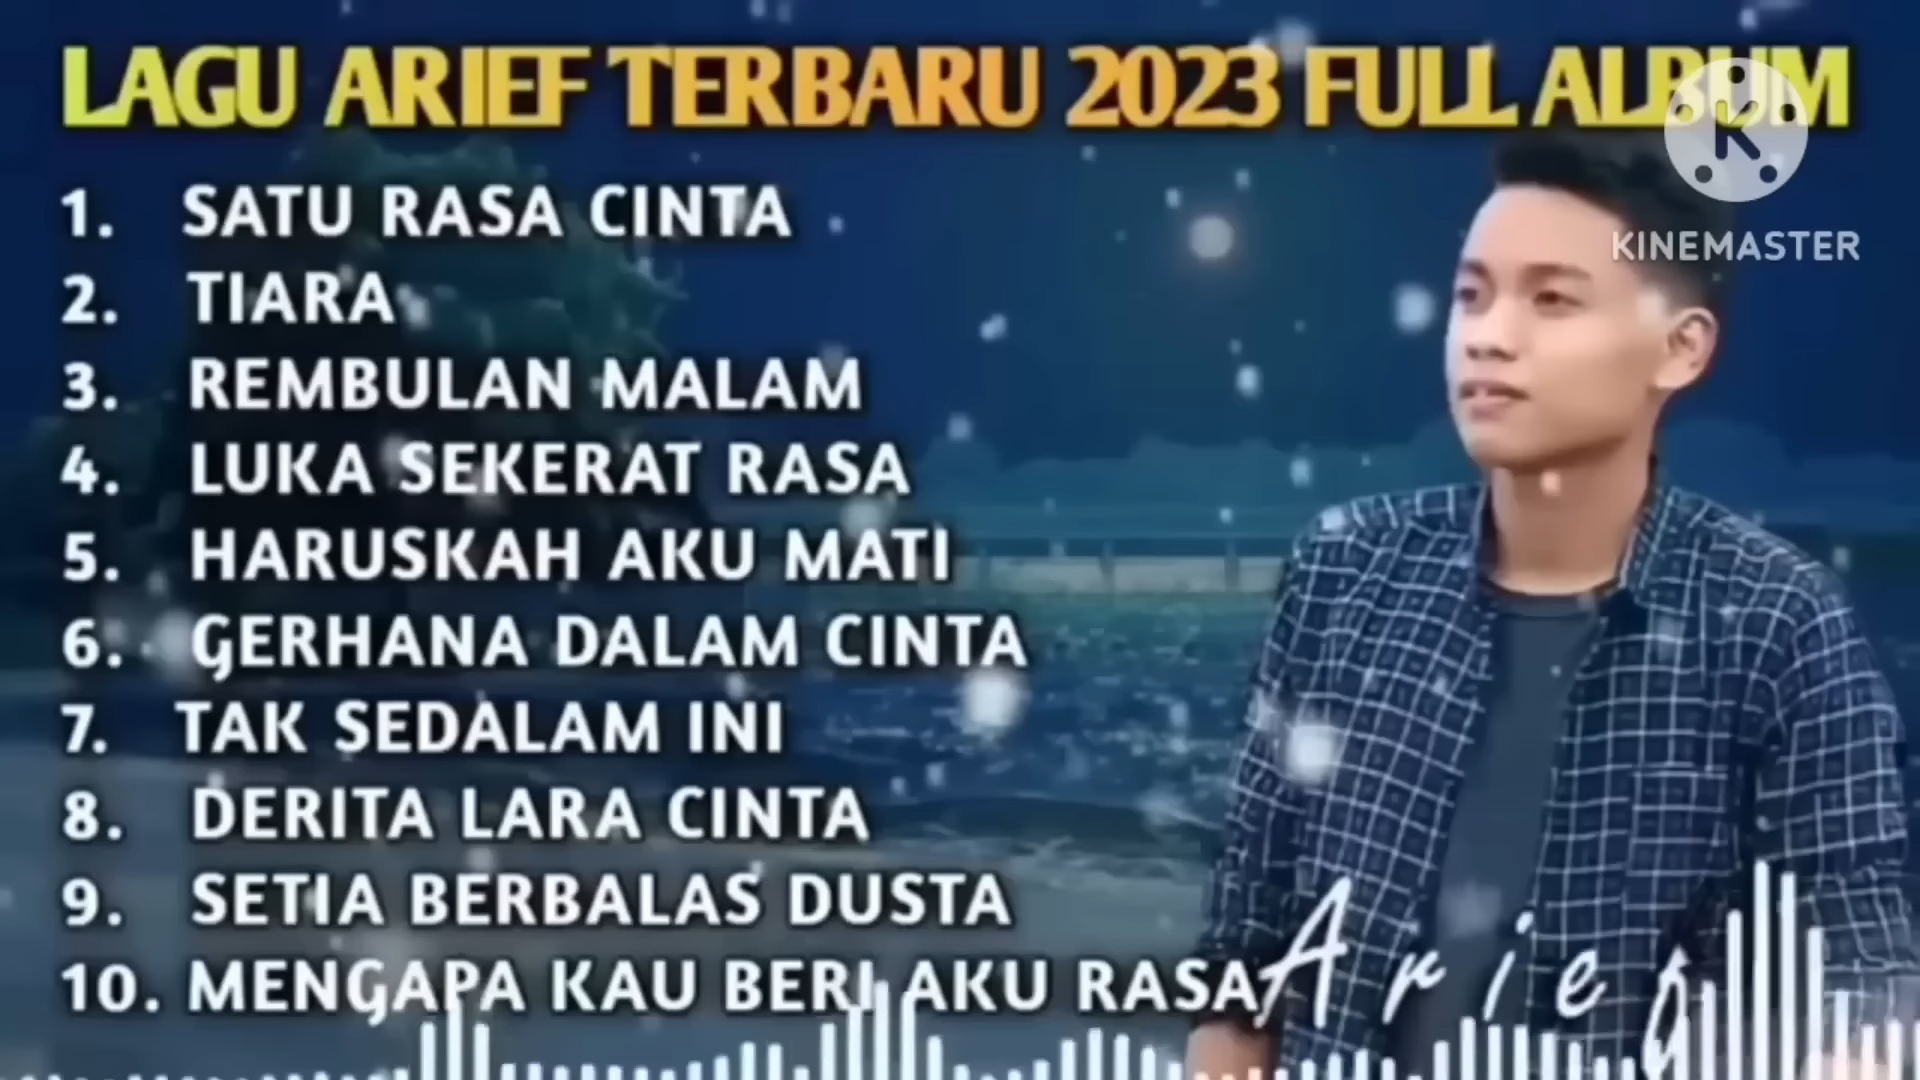 LAGU ARIEF TERBARU 2023 FULL ALBUM
K
KINEMASTER
1. SATU RASA CINTA
2. TIARA
3. REMBULAN MALAM
4. LUKA SEKERAT RASA
5. HARUSKAH AKU MATI
6. GERHANA DALAM CINTA
7. TAK SEDALAM INI
8. DERITA LARA CINTA
9. SETIA BERBALAS DUSTA
10. MENGAPA KAU BERI AKU RASA
Arief